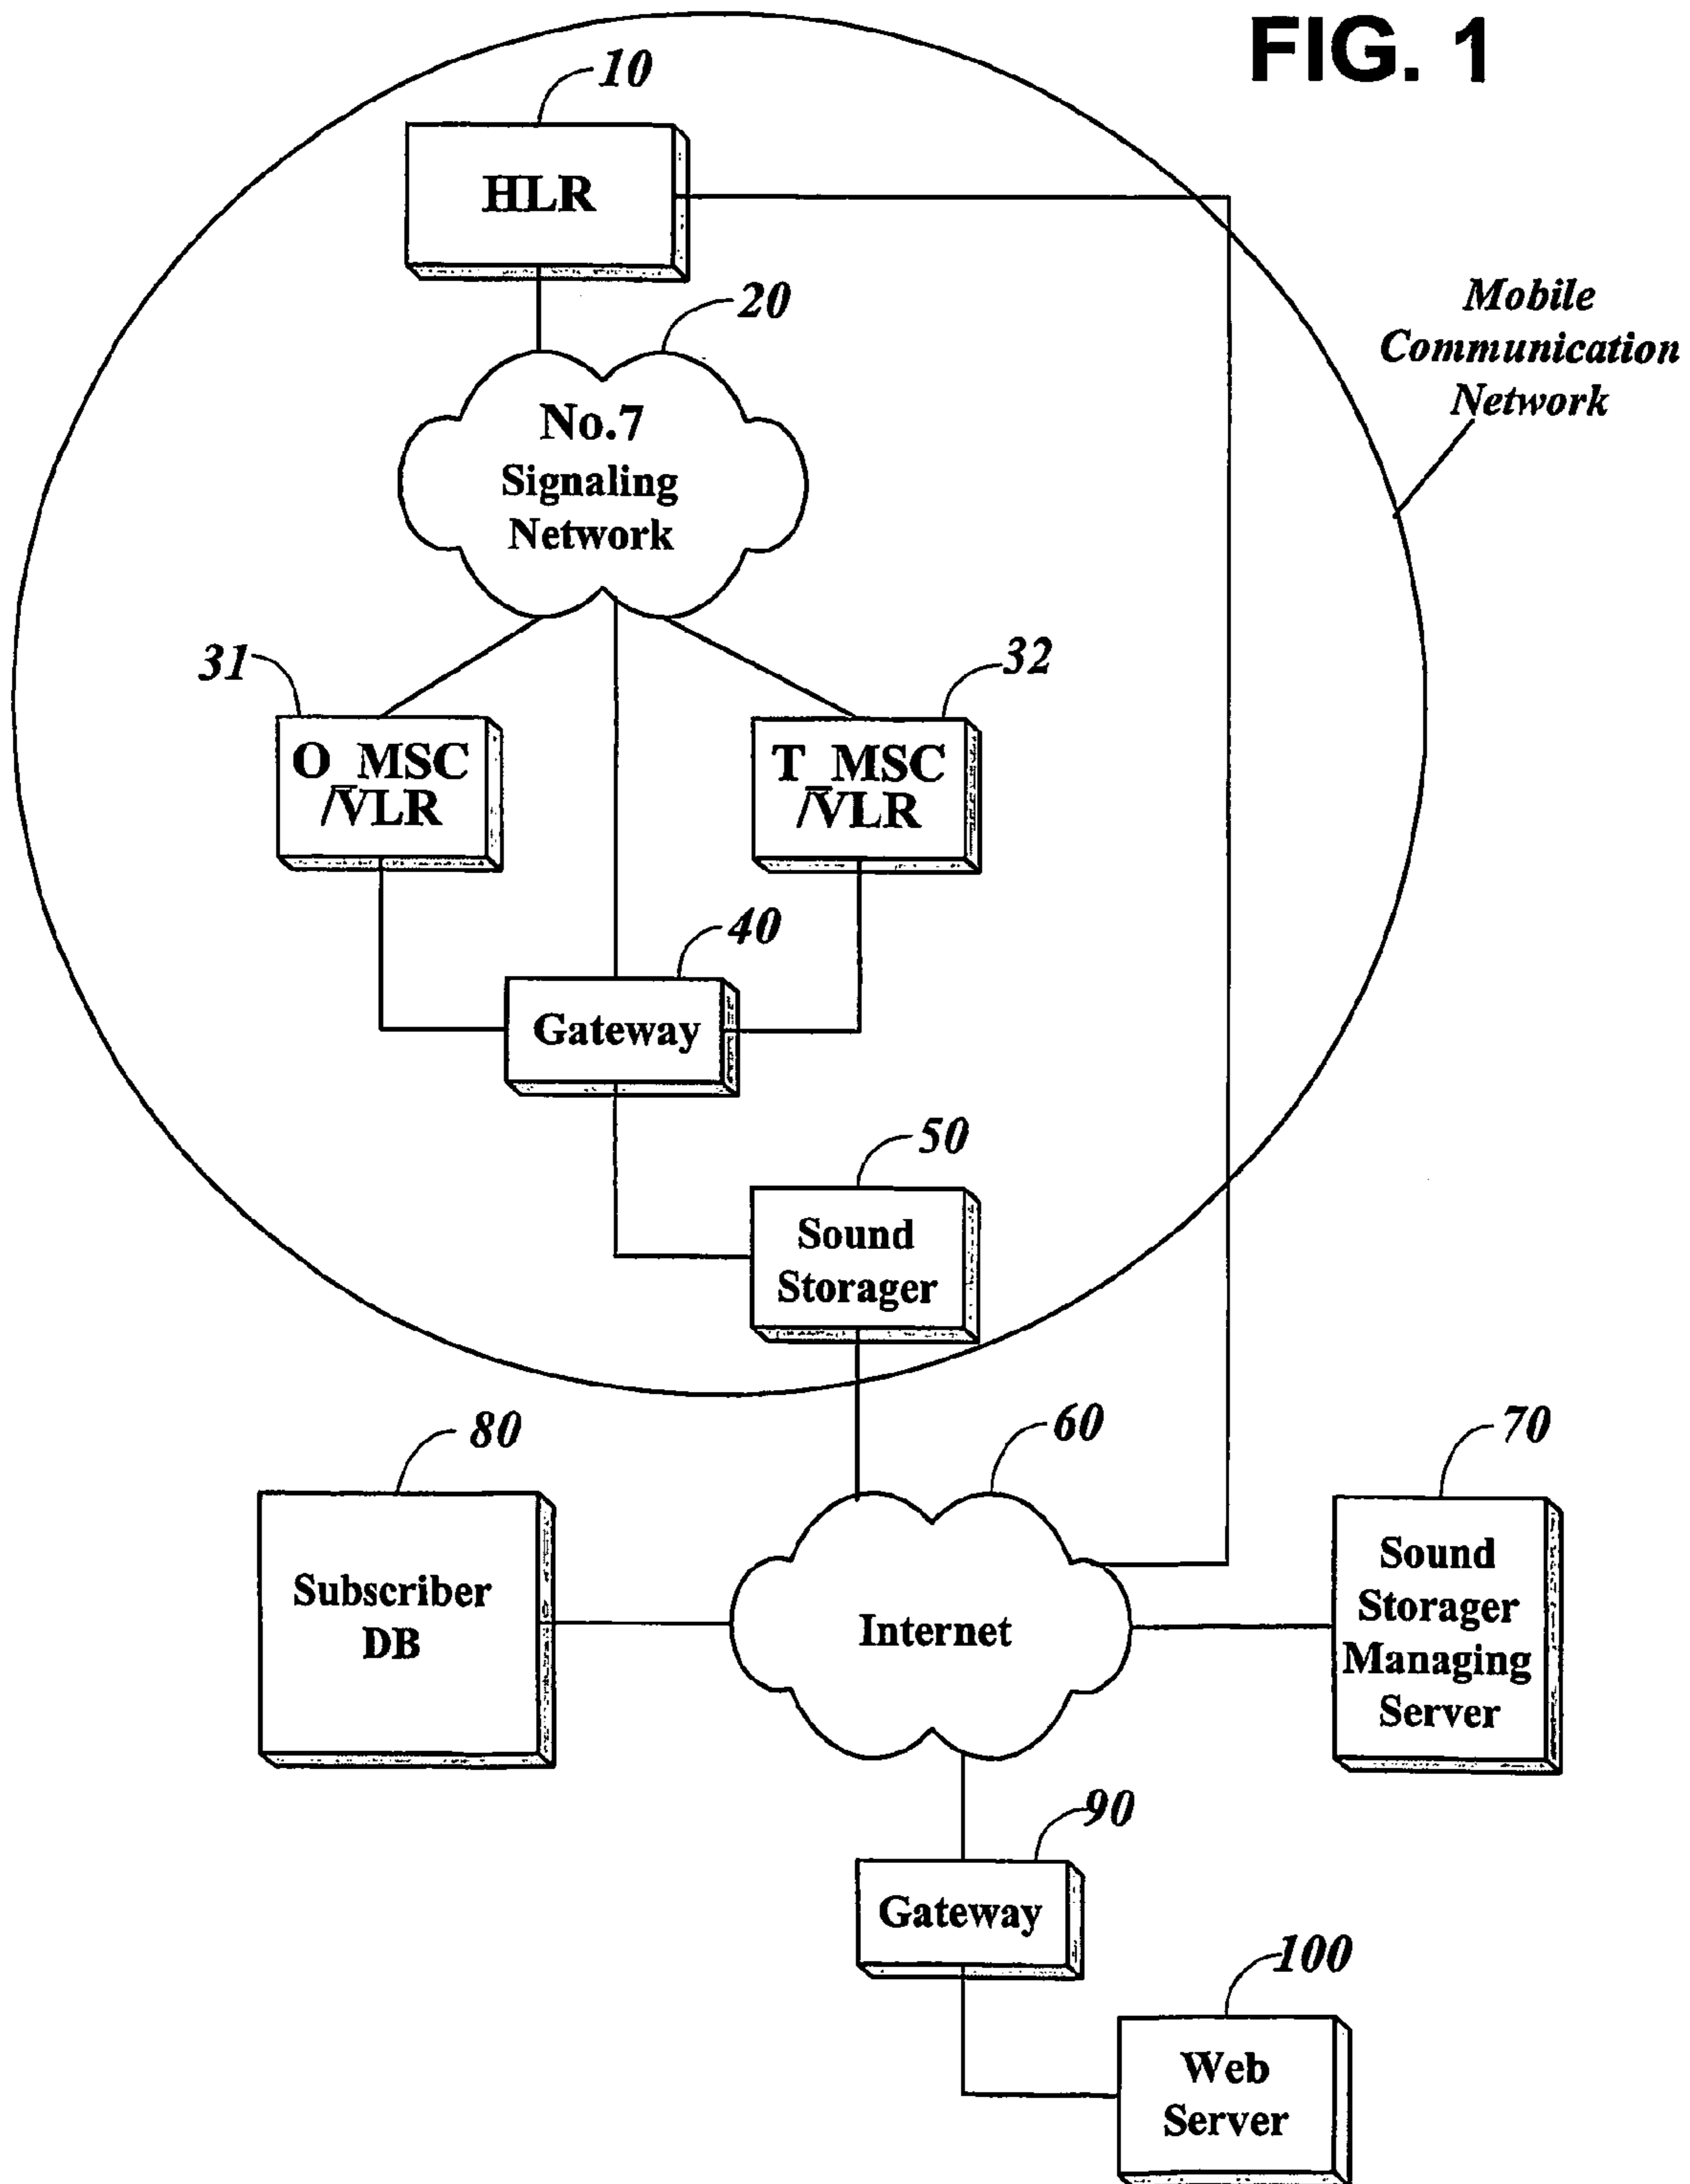 FIG. 1
10
HLR
20
Mobile
Communication
Network
No.7
Signaling
Network
31
32
O_MSC
/VLR
T_MSC
/VLR
40
Gateway
50
Sound
Storager
60
70
80
Subscriber
DB
Internet
Sound
Storager
Managing
Server
90
Gateway
100
Web
Server